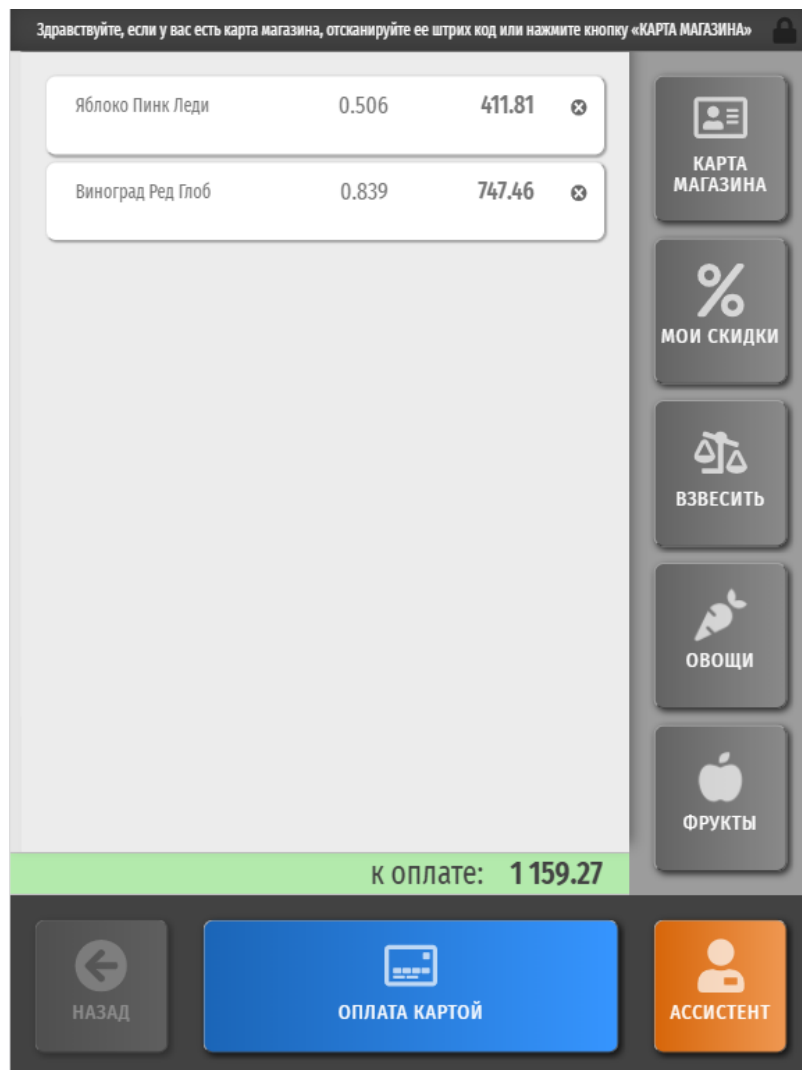 Здравствуйте, если у вас есть карта магазина, отсканируйте ее штрих код или нажмите кнопку «КАРТА МАГАЗИНА»
Яблоко Пинк Леди 0.506 411.81
Виноград Ред Глоб 0.839 747.46
КАРТА
МАГАЗИНА
МОИ СКИДКИ
ВЗВЕСИТЬ
ОВОЩИ
ФРУКТЫ
к оплате: 1 159.27
НАЗАД
ОПЛАТА КАРТОЙ
АССИСТЕНТ